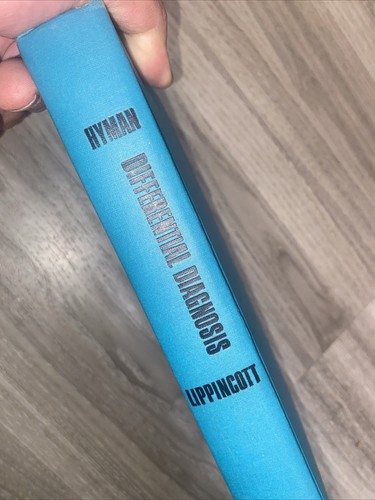 HYMAN
DIFFERENTIAL DIAGNOSIS
LIPPINCOTT